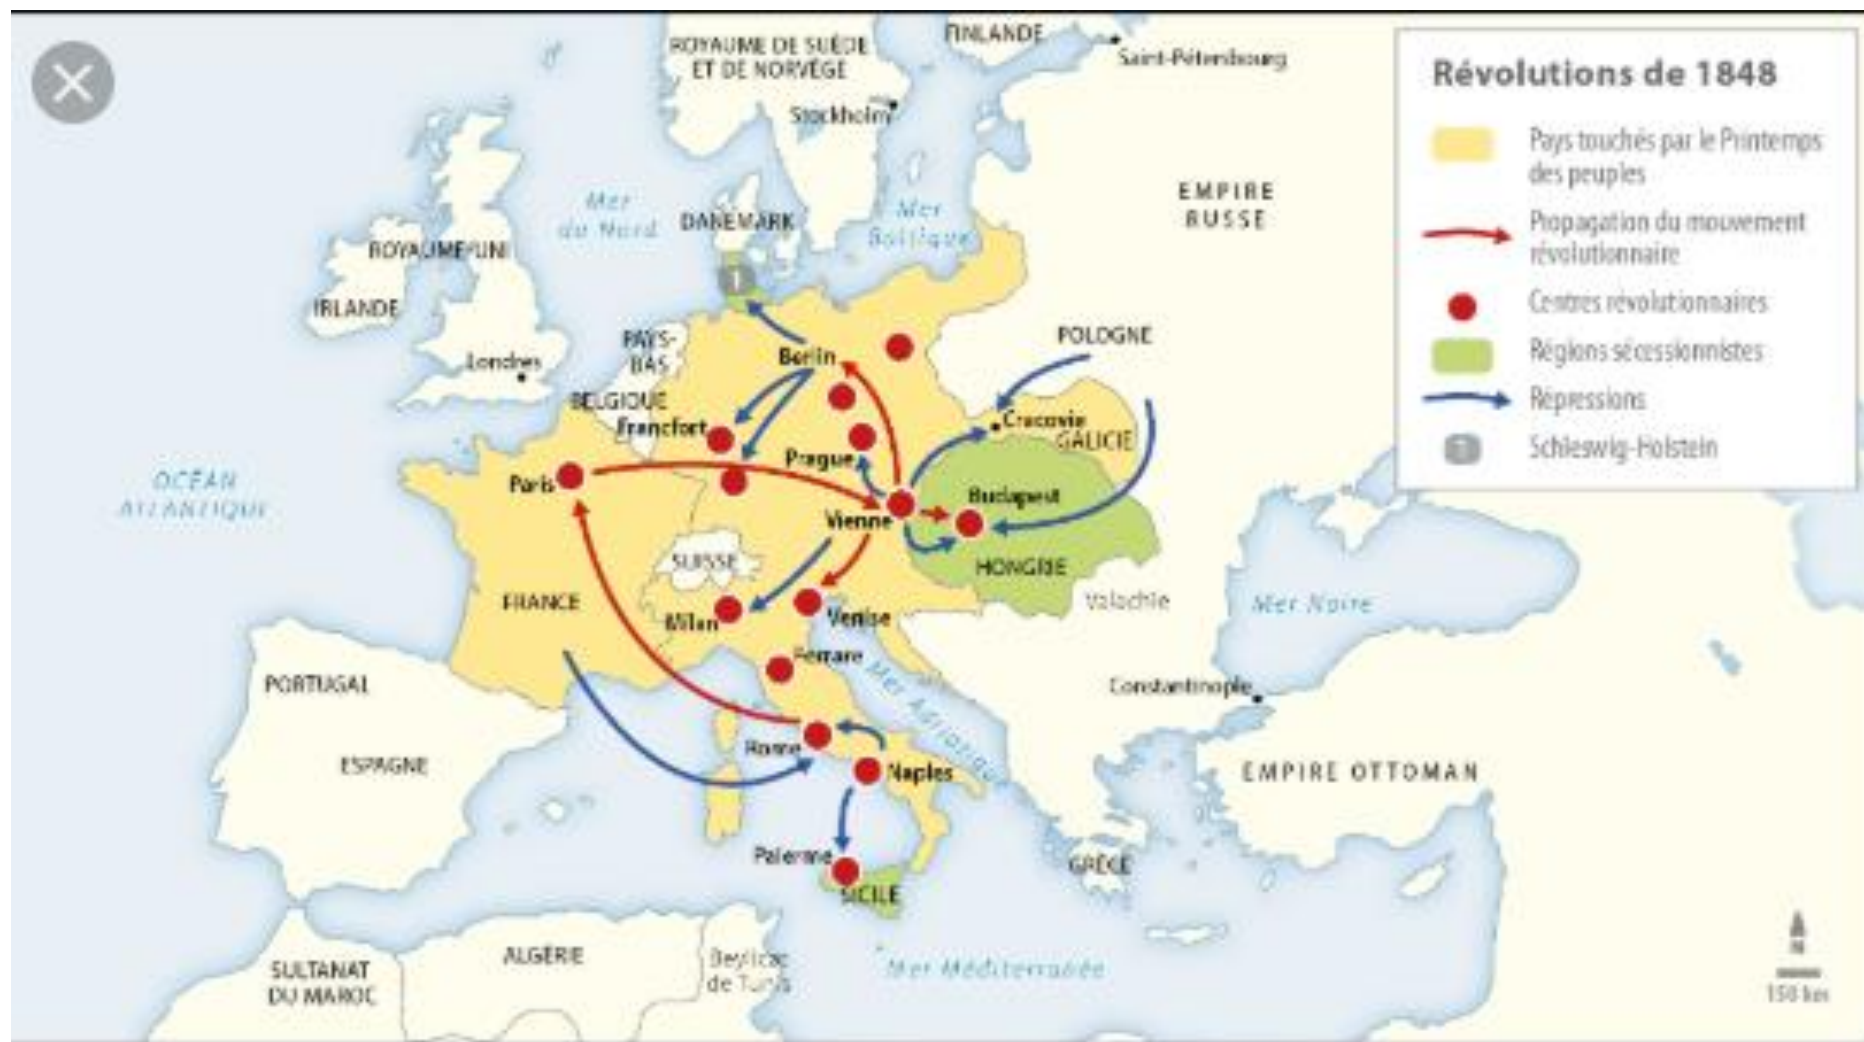 ROYAUME DE SUÈDE
ET DE NORVÈGE
FINLANDE
Saint-Pétersbourg
Stockholm
Révolutions de 1848
Pays touchés par le Printemps
des peuples
Propagation du mouvement
révolutionnaire
Centres révolutionnaires
Régions sécessionnistes
Répressions
1
Schleswig-Holstein
EMPIRE
RUSSE
Mer
du Nord
DANEMARK
Mer
Baltique
ROYAUME-UNI
IRLANDE
1
Londres
PAYS-
BAS
BELGIQUE
Berlin
POLOGNE
Francfort
Cracovie
GALICIE
Prague
OCÉAN
ATLANTIQUE
Paris
Vienne
Budapest
SUISSE
HONGRIE
Valachie
Mer Noire
FRANCE
Milan
Venise
Ferrare
Mer Adriatique
PORTUGAL
ESPAGNE
Constantinople
Rome
Naples
EMPIRE OTTOMAN
Palerme
SICILE
GRÈCE
SULTANAT
DU MAROC
ALGÉRIE
Beylicat
de Tunis
Mer Méditerranée
N
150 km